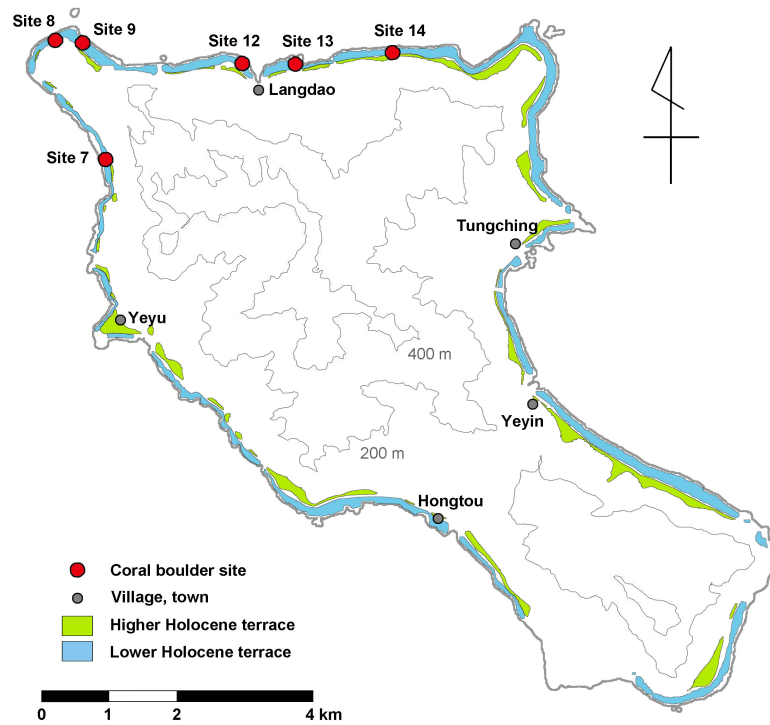 Site 8
Site 9
Site 12
Site 13
Site 14
Langdao
Site 7
Tungching
Yeyu
400 m
Yeyin
200 m
Hongtou
Coral boulder site
Village, town
Higher Holocene terrace
Lower Holocene terrace
0 1 2 4 km